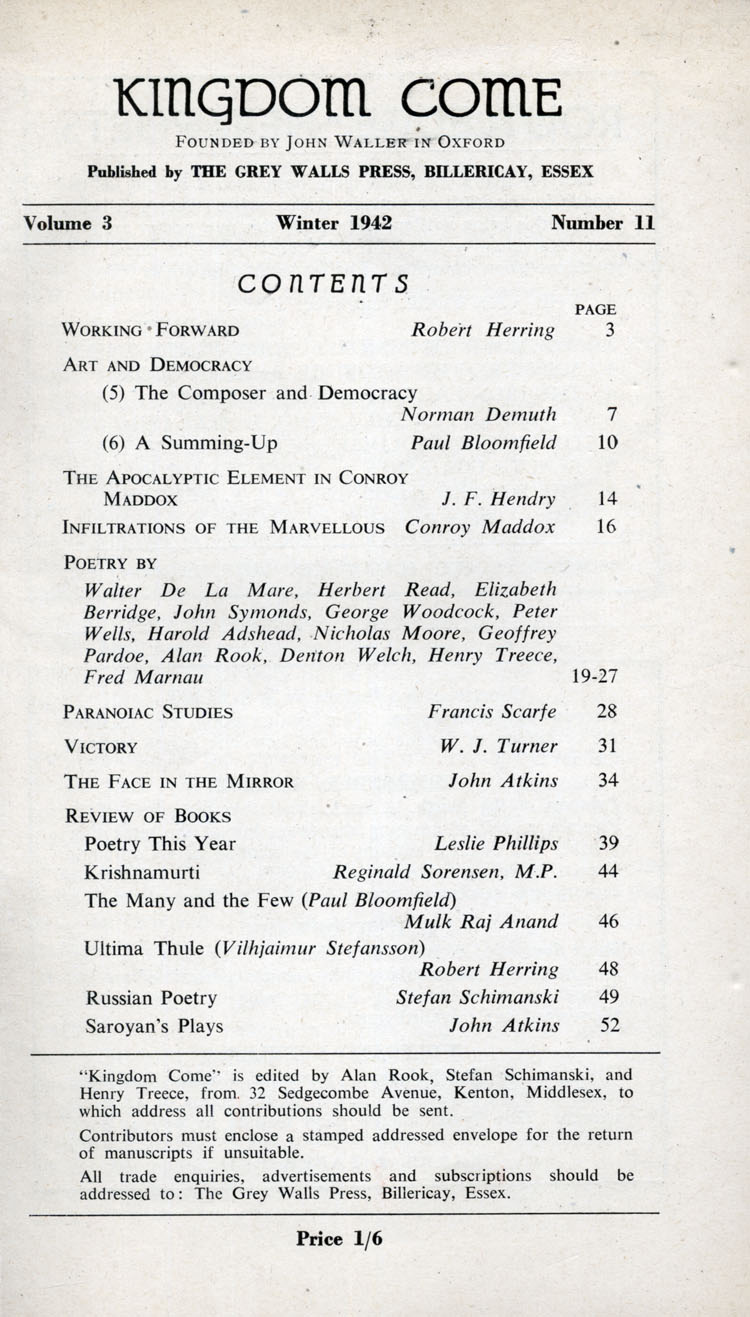 KINGDOM COME
FOUNDED BY JOHN WALLER IN OXFORD
Published by THE GREY WALLS PRESS, BILLERICAY, ESSEX
Volume 3 Winter 1942 Number 11
CONTENTS
PAGE
WORKING FORWARD Robert Herring 3
ART AND DEMOCRACY
(5) The Composer and Democracy
Norman Demuth 7
(6) A Summing-Up Paul Bloomfield 10
THE APOCALYPTIC ELEMENT IN CONROY
MADDOX J. F. Hendry 14
INFILTRATIONS OF THE MARVELLOUS Conroy Maddox 16
POETRY BY
Walter De La Mare, Herbert Read, Elizabeth
Berridge, John Symonds, George Woodcock, Peter
Wells, Harold Adshead, Nicholas Moore, Geoffrey
Pardoe, Alan Rook, Denton Welch, Henry Treece,
Fred Marnau 19-27
PARANOIAC STUDIES Francis Scarfe 28
VICTORY W. J. Turner 31
THE FACE IN THE MIRROR John Atkins 34
REVIEW OF BOOKS
Poetry This Year Leslie Phillips 39
Krishnamurti Reginald Sorensen, M.P. 44
The Many and the Few (Paul Bloomfield)
Mulk Raj Anand 46
Ultima Thule (Vilhjaimur Stefansson)
Robert Herring 48
Russian Poetry Stefan Schimanski 49
Saroyan's Plays John Atkins 52
"Kingdom Come" is edited by Alan Rook, Stefan Schimanski, and
Henry Treece, from 32 Sedgecombe Avenue, Kenton, Middlesex, to
which address all contributions should be sent.
Contributors must enclose a stamped addressed envelope for the return
of manuscripts if unsuitable.
All trade enquiries, advertisements and subscriptions should be
addressed to: The Grey Walls Press, Billericay, Essex.
Price 1/6